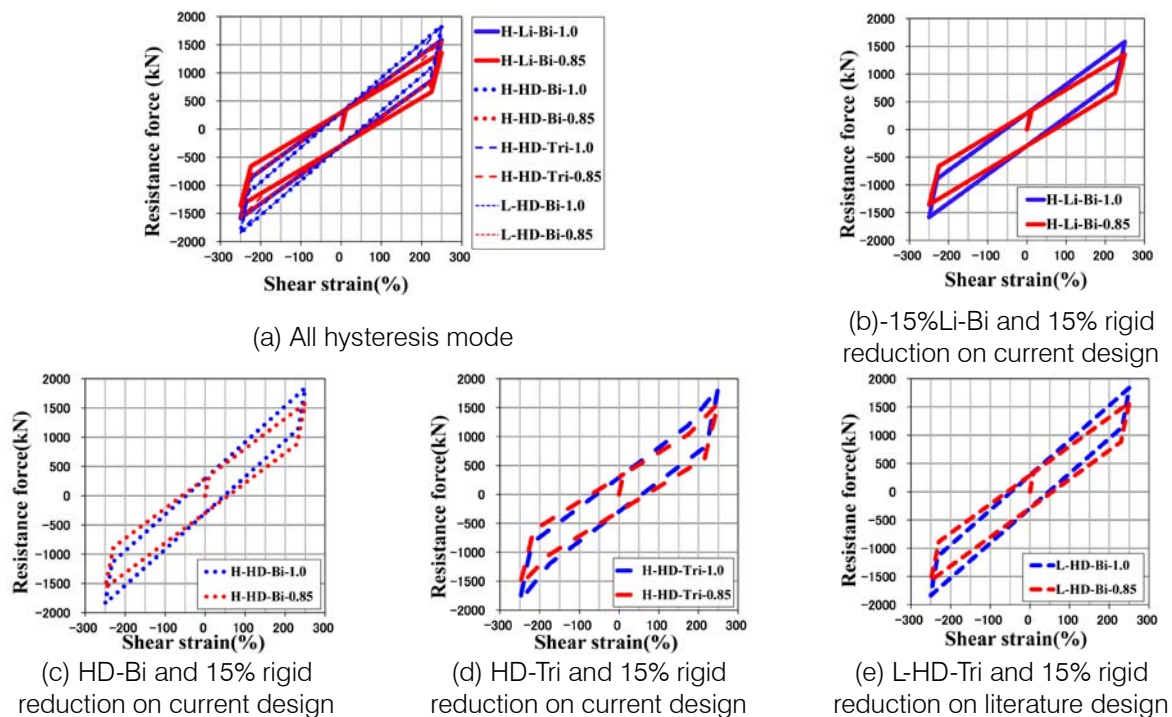 2000
1500
1000
500
0
−500
−1000
−1500
−2000
−300 −200 −100 0 100 200 300
Resistance force (kN)
Shear strain(%)
H-Li-Bi-1.0
H-Li-Bi-0.85
H-HD-Bi-1.0
H-HD-Bi-0.85
H-HD-Tri-1.0
H-HD-Tri-0.85
L-HD-Bi-1.0
L-HD-Bi-0.85
(a) All hysteresis mode
2000
1500
1000
500
0
−500
−1000
−1500
−2000
−300 −200 −100 0 100 200 300
Resistance force (kN)
Shear strain(%)
H-Li-Bi-1.0
H-Li-Bi-0.85
(b)-15%Li-Bi and 15% rigid
reduction on current design
2000
1500
1000
500
0
−500
−1000
−1500
−2000
−300 −200 −100 0 100 200 300
Resistance force(kN)
Shear strain(%)
H-HD-Bi-1.0
H-HD-Bi-0.85
(c) HD-Bi and 15% rigid
reduction on current design
2000
1500
1000
500
0
−500
−1000
−1500
−2000
−300 −200 −100 0 100 200 300
Resistance force(kN)
Shear strain(%)
H-HD-Tri-1.0
H-HD-Tri-0.85
(d) HD-Tri and 15% rigid
reduction on current design
2000
1500
1000
500
0
−500
−1000
−1500
−2000
−300 −200 −100 0 100 200 300
Resistane force(kN)
Shear strain(%)
L-HD-Bi-1.0
L-HD-Bi-0.85
(e) L-HD-Tri and 15% rigid
reduction on literature design